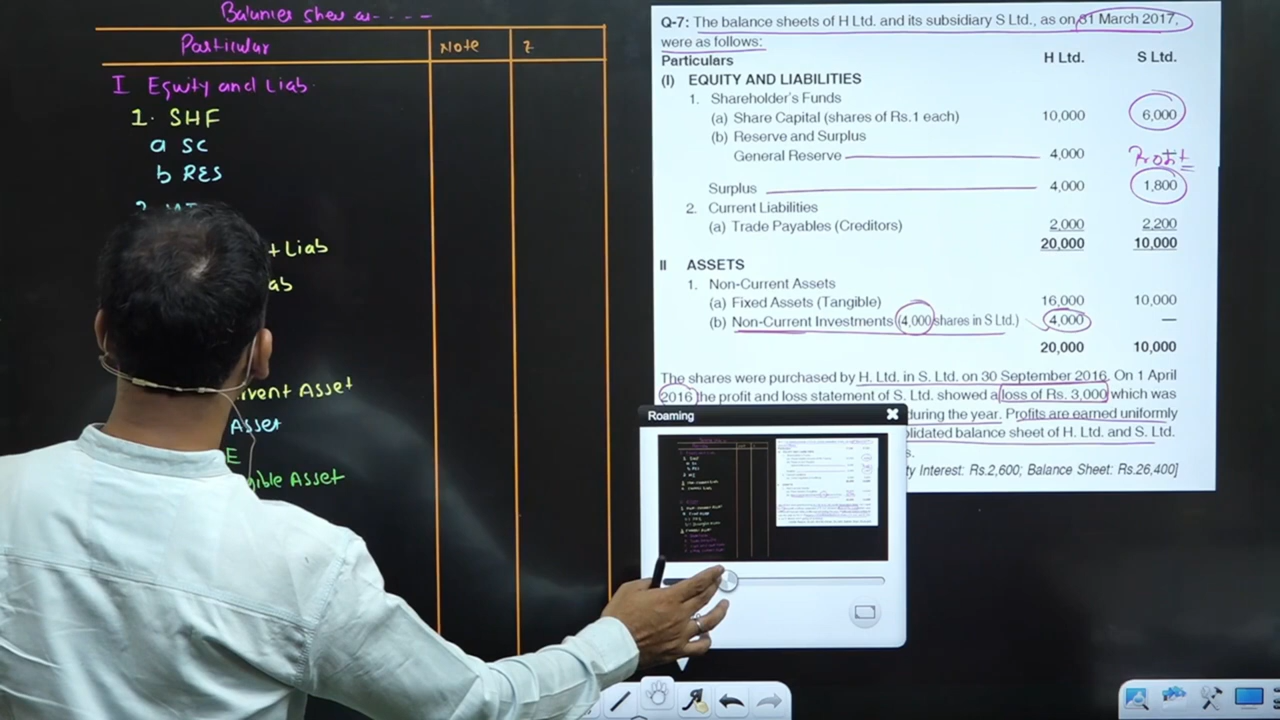 Balances sheet as - - - -
Particular Note ₹
I Equity and Liab.
1. SHF
a SC
b RES
+ Liab
ab
Asset
Asset
E
gible Asset
Q-7: The balance sheets of H Ltd. and its subsidiary S Ltd., as on 31 March 2017,
were as follows:
Particulars H Ltd. S Ltd.
(I) EQUITY AND LIABILITIES
1. Shareholder's Funds
(a) Share Capital (shares of Rs.1 each) 10,000 6,000
(b) Reserve and Surplus
General Reserve 4,000 Profit
Surplus 4,000 1,800
2. Current Liabilities
(a) Trade Payables (Creditors) 2,000 2,200
20,000 10,000
II ASSETS
1. Non-Current Assets
(a) Fixed Assets (Tangible) 16,000 10,000
(b) Non-Current Investments (4,000 shares in S Ltd.) 4,000 —
20,000 10,000
The shares were purchased by H. Ltd. in S. Ltd. on 30 September 2016. On 1 April
2016 the profit and loss statement of S. Ltd. showed a loss of Rs. 3,000 which was
during the year. Profits are earned uniformly
olidated balance sheet of H. Ltd. and S. Ltd.
s.
y Interest: Rs.2,600; Balance Sheet: Rs.26,400]
Roaming